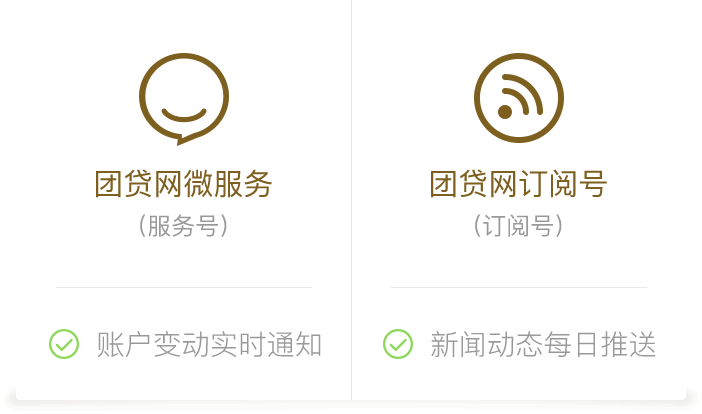 团贷网微服务
（服务号）
账户变动实时通知
团贷网订阅号
（订阅号）
新闻动态每日推送